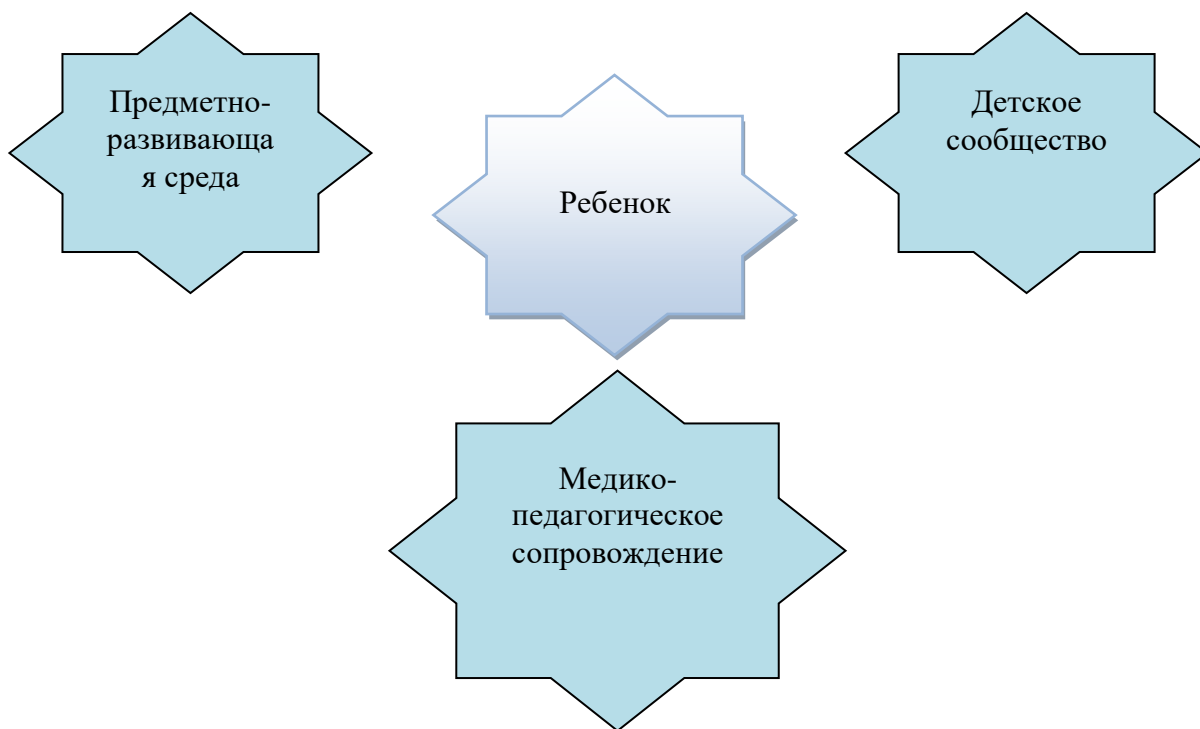 Предметно-
развивающа
я среда
Ребенок
Детское
сообщество
Медико-
педагогическое
сопровождение